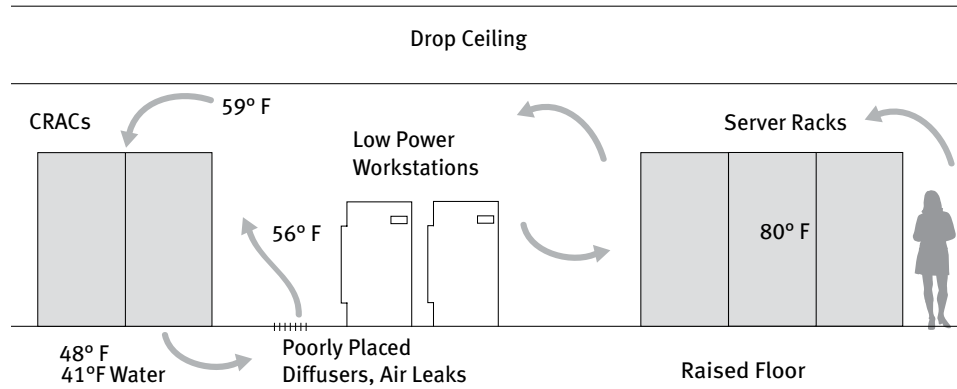 Drop Ceiling
59° F
CRACs
Server Racks
Low Power
Workstations
56° F
80° F
48° F
41°F Water
Poorly Placed
Diffusers, Air Leaks
Raised Floor